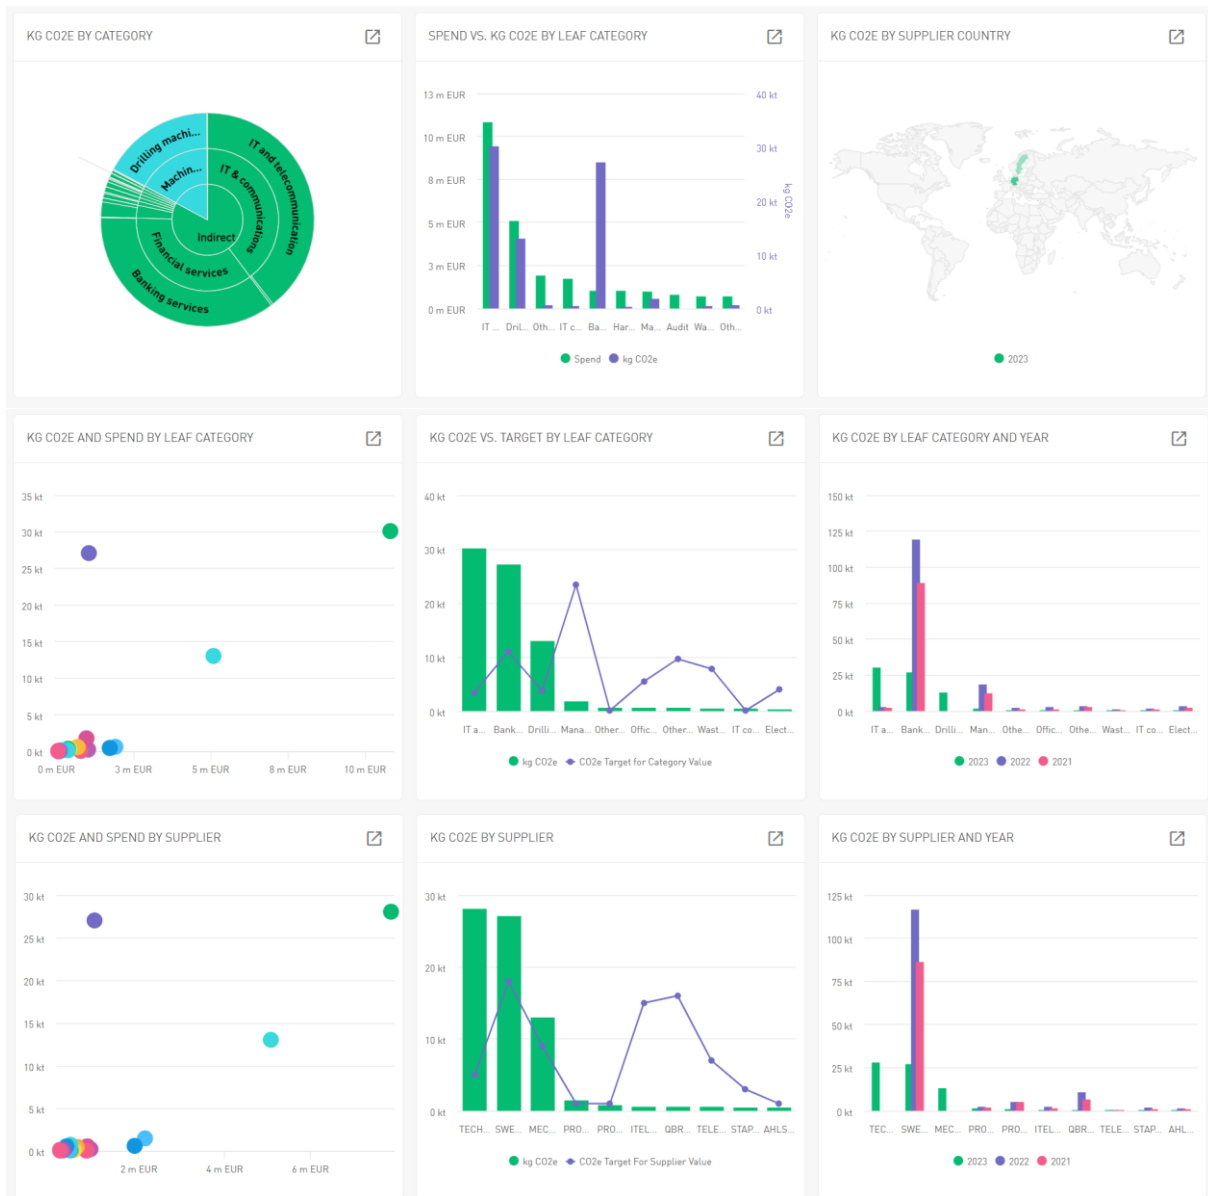 KG CO2E BY CATEGORY
Drilling machi...
Machin...
IT and telecommunication
IT & communications
Indirect
Financial services
Banking services
SPEND VS. KG CO2E BY LEAF CATEGORY
13 m EUR
10 m EUR
8 m EUR
5 m EUR
3 m EUR
0 m EUR
40 kt
30 kt
20 kt
10 kt
0 kt
kg CO2e
IT ... Dril... Oth... IT c... Ba... Har... Ma... Audit Wa... Oth...
Spend kg CO2e
KG CO2E BY SUPPLIER COUNTRY
2023
KG CO2E AND SPEND BY LEAF CATEGORY
35 kt
30 kt
25 kt
20 kt
15 kt
10 kt
5 kt
0 kt
0 m EUR 3 m EUR 5 m EUR 8 m EUR 10 m EUR
KG CO2E VS. TARGET BY LEAF CATEGORY
40 kt
30 kt
20 kt
10 kt
0 kt
IT a... Bank... Drilli... Mana... Other... Offic... Other... Wast... IT co... Elect...
kg CO2e CO2e Target for Category Value
KG CO2E BY LEAF CATEGORY AND YEAR
150 kt
125 kt
100 kt
75 kt
50 kt
25 kt
0 kt
IT a... Bank... Drilli... Man... Othe... Offic... Othe... Wast... IT co... Elect...
2023 2022 2021
KG CO2E AND SPEND BY SUPPLIER
30 kt
25 kt
20 kt
15 kt
10 kt
5 kt
0 kt
2 m EUR 4 m EUR 6 m EUR
KG CO2E BY SUPPLIER
30 kt
20 kt
10 kt
0 kt
TECH... SWE... MEC... PRO... PRO... ITEL... QBR... TELE... STAP... AHLS...
kg CO2e CO2e Target For Supplier Value
KG CO2E BY SUPPLIER AND YEAR
125 kt
100 kt
75 kt
50 kt
25 kt
0 kt
TEC... SWE... MEC... PRO... PRO... ITEL... QBR... TELE... STAP... AHL...
2023 2022 2021